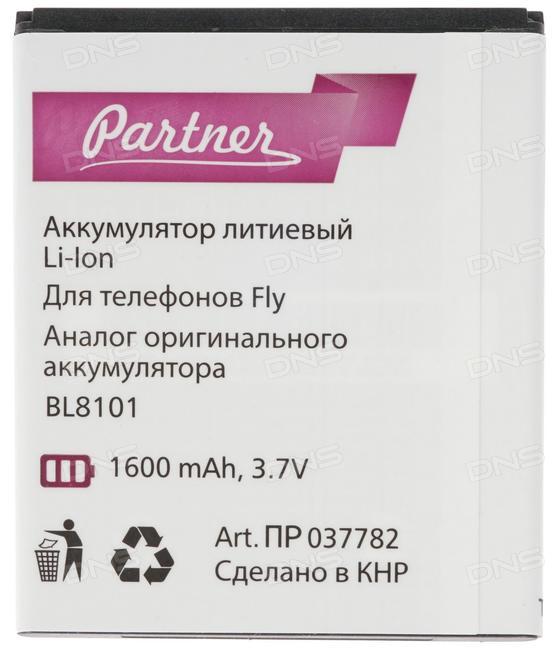 Partner
Аккумулятор литиевый
Li-Ion
Для телефонов Fly
Аналог оригинального
аккумулятора
BL8101
1600 mAh, 3.7V
Art. ПР 037782
Сделано в КНР
DNS